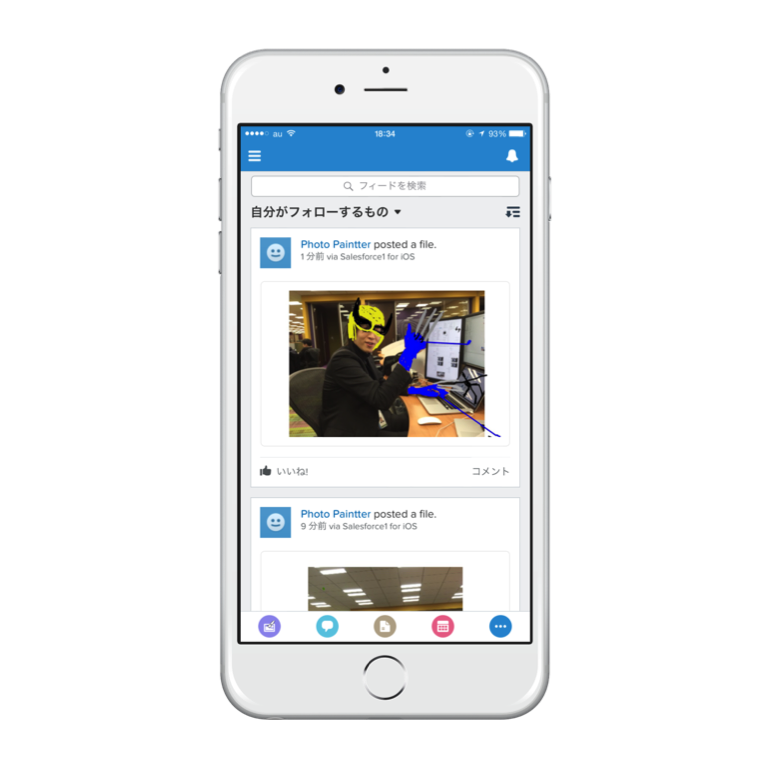 au 18:34 93%
フィードを検索
自分がフォローするもの
Photo Paintter posted a file.
1 分前 via Salesforce1 for iOS
いいね! コメント
Photo Paintter posted a file.
9 分前 via Salesforce1 for iOS